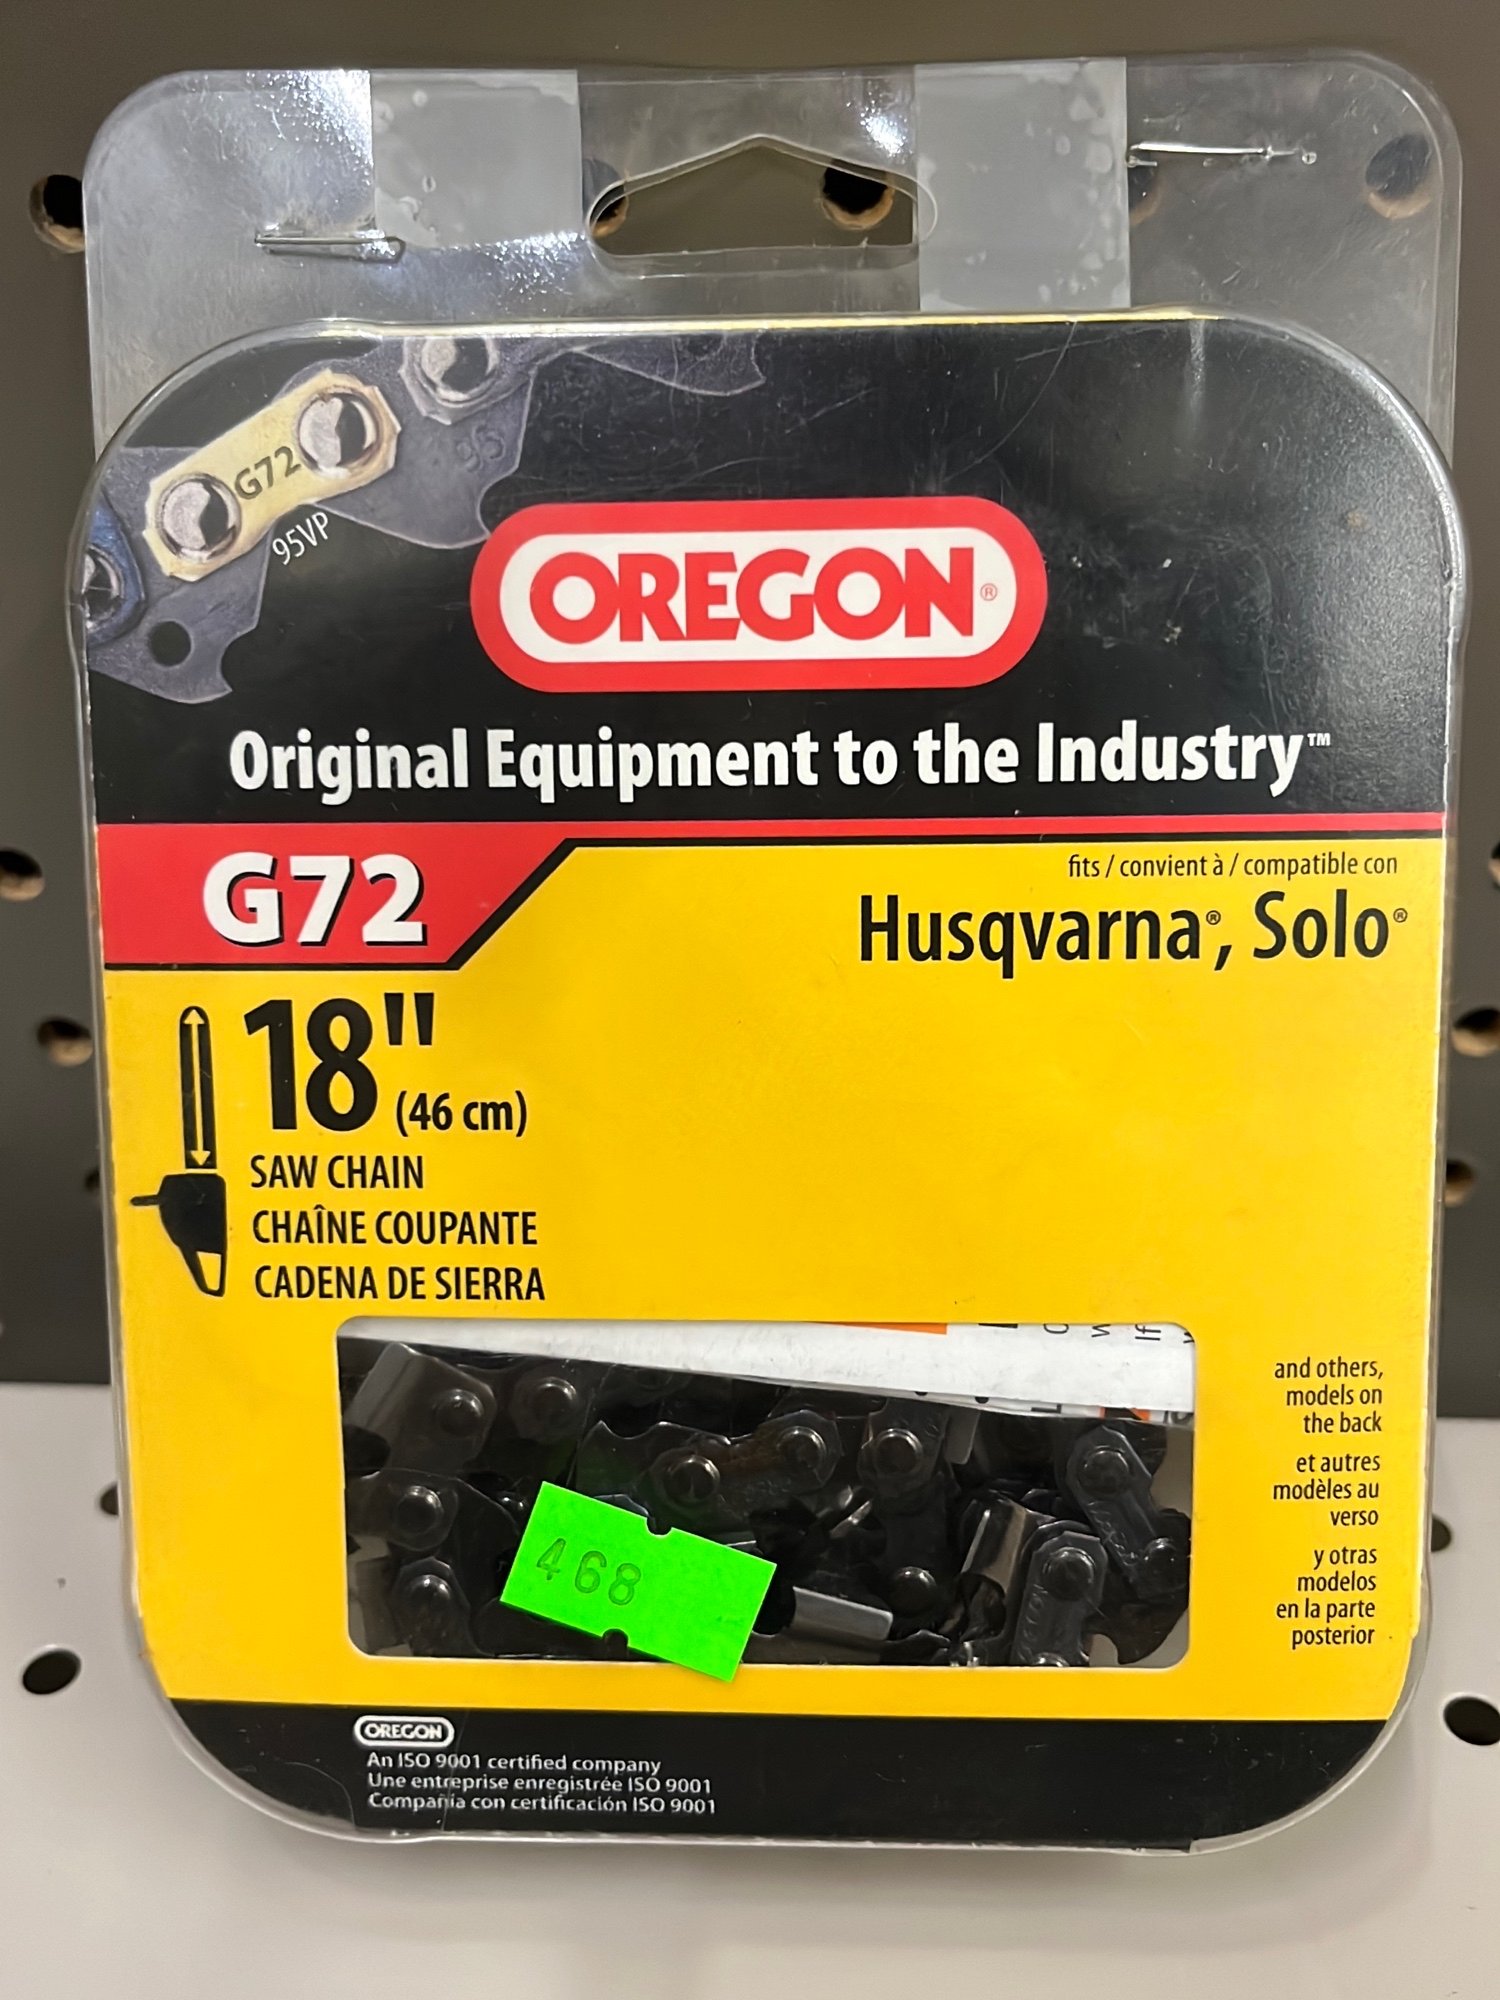 G72
95
95VP
OREGON®
Original Equipment to the Industry™
G72
fits / convient à / compatible con
Husqvarna®, Solo®
18"
(46 cm)
SAW CHAIN
CHAÎNE COUPANTE
CADENA DE SIERRA
and others,
models on
the back
et autres
modèles au
verso
y otras
modelos
en la parte
posterior
468
OREGON
An ISO 9001 certified company
Une entreprise enregistrée ISO 9001
Compañía con certificación ISO 9001